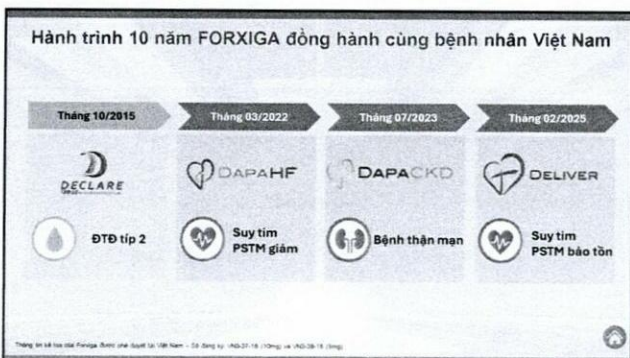 Hành trình 10 năm FORXIGA đồng hành cùng bệnh nhân Việt Nam
Tháng 10/2015
Tháng 03/2022
Tháng 07/2023
Tháng 02/2025
DECLARE
DAPAHF
DAPACKD
DELIVER
ĐTĐ típ 2
Suy tim
PSTM giảm
Bệnh thận mạn
Suy tim
PSTM bảo tồn